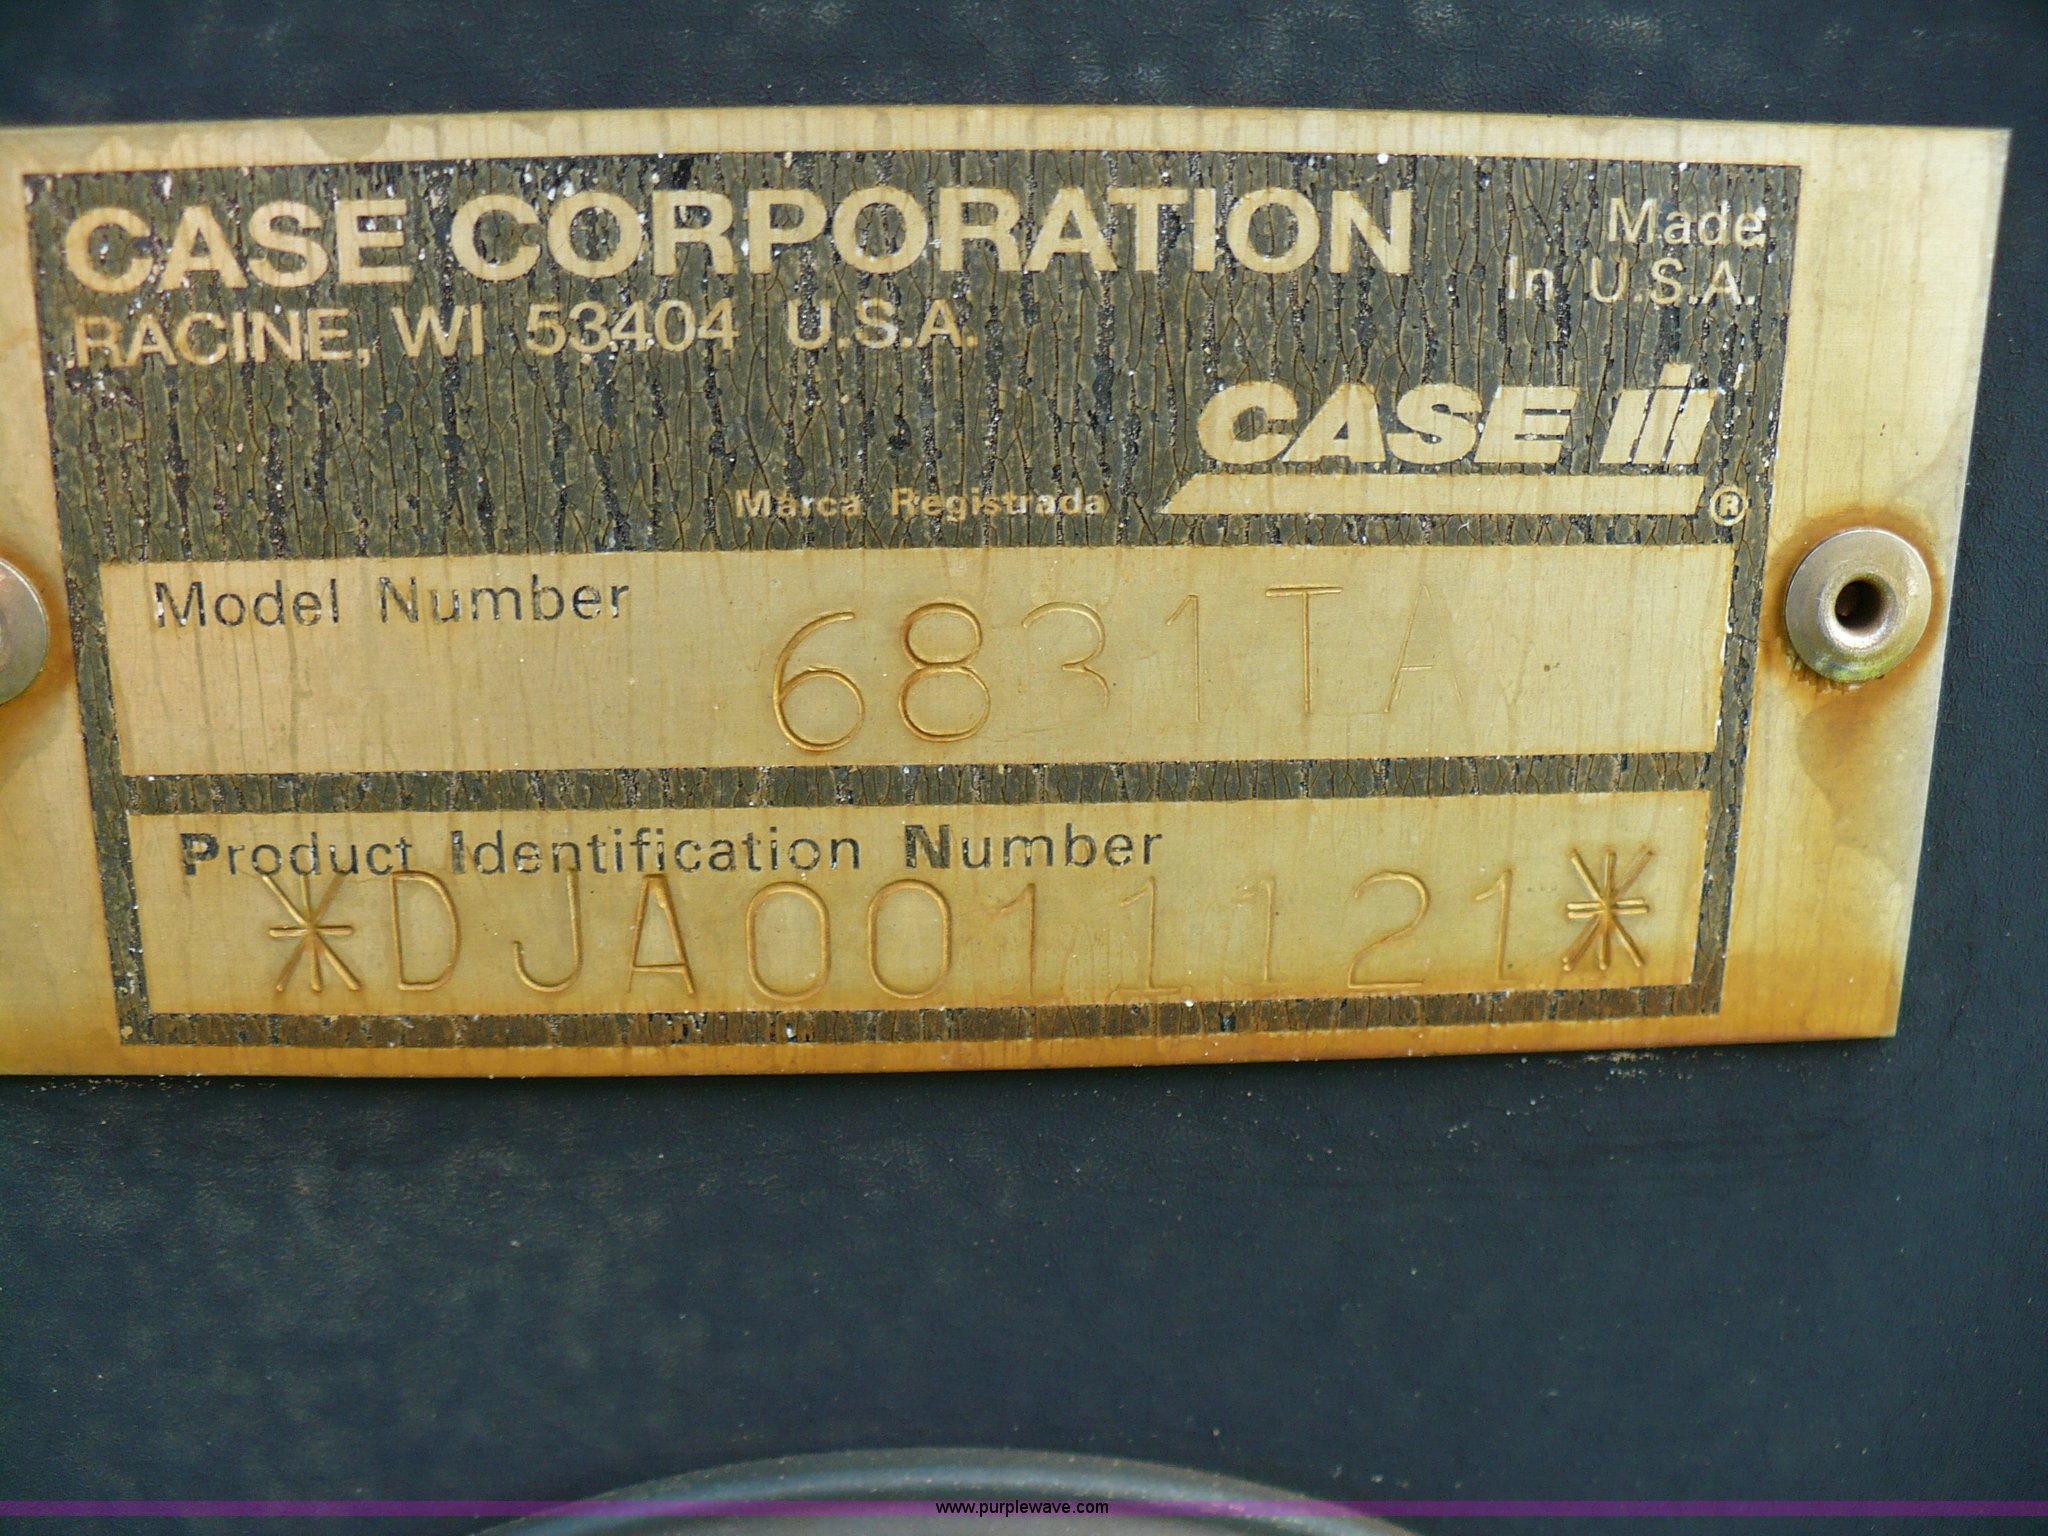 CASE CORPORATION
RACINE, WI 53404 U.S.A.
Made
In U.S.A.
CASE IH
Marca Registrada ®
Model Number
6831TA
Product Identification Number
*DJA0011121*
www.purplewave.com